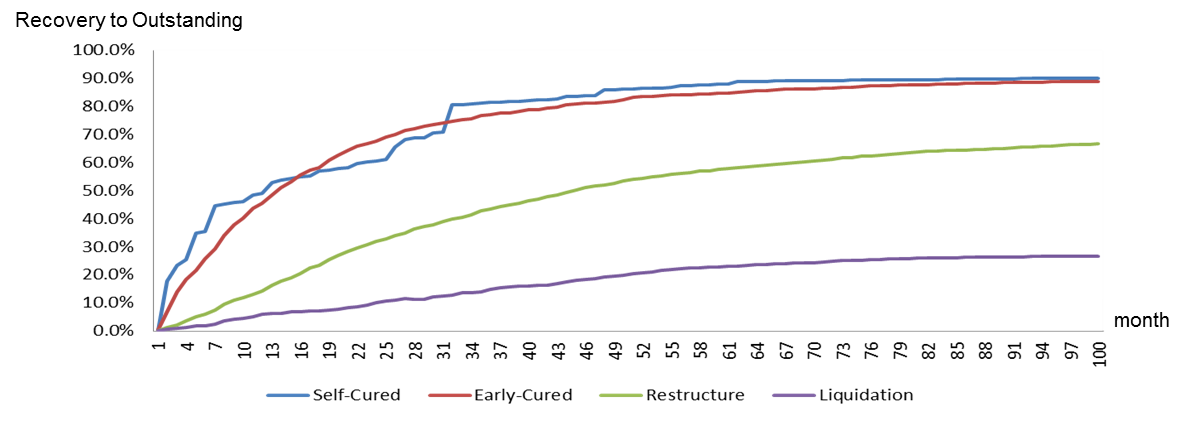 Recovery to Outstanding
100.0%
90.0%
80.0%
70.0%
60.0%
50.0%
40.0%
30.0%
20.0%
10.0%
0.0%
month
1 4 7 10 13 16 19 22 25 28 31 34 37 40 43 46 49 52 55 58 61 64 67 70 73 76 79 82 85 88 91 94 97 100
Self-Cured Early-Cured Restructure Liquidation